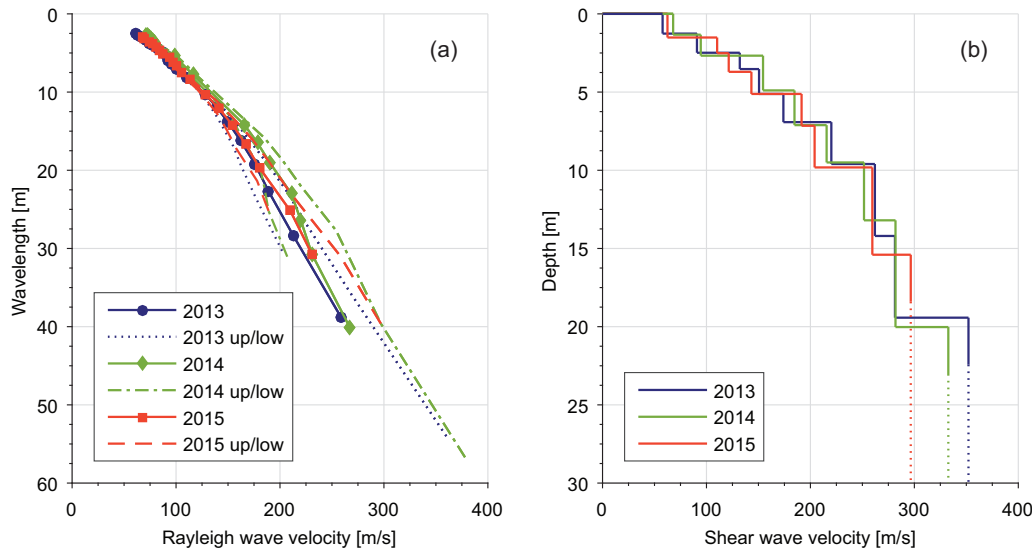 (a)
0
10
20
30
40
50
60
Wavelength [m]
2013
2013 up/low
2014
2014 up/low
2015
2015 up/low
0 100 200 300 400
Rayleigh wave velocity [m/s]
(b)
0
5
10
15
20
25
30
Depth [m]
2013
2014
2015
0 100 200 300 400
Shear wave velocity [m/s]